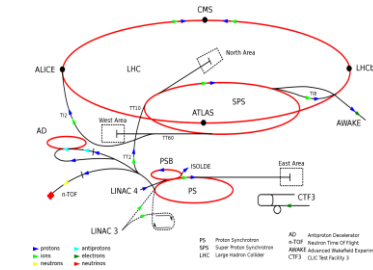 CMS
North Area
ALICE
LHC
LHCb
SPS
TT10
TI8
ATLAS
West Area
TI2
TT60
AWAKE
AD
TT2
PSB
ISOLDE
East Area
n-TOF
LINAC 4
PS
CTF3
LINAC 3
protons
antiprotons
ions
electrons
neutrons
neutrinos
PS Proton Synchrotron
SPS Super Proton Synchrotron
LHC Large Hadron Collider
AD Antiproton Decelerator
n-TOF Neutron Time Of Flight
AWAKE Advanced Wakefield Experim
CTF3 CLIC Test Facility 3